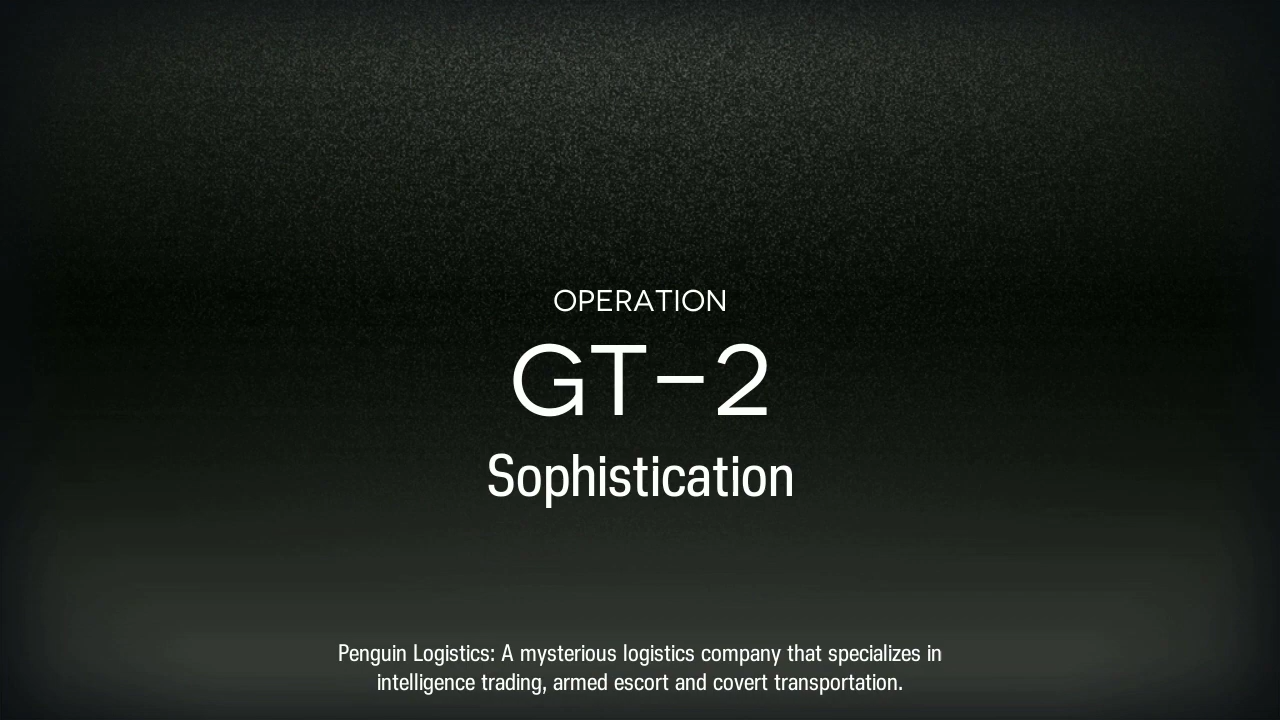 OPERATION
GT-2
Sophistication
Penguin Logistics: A mysterious logistics company that specializes in
intelligence trading, armed escort and covert transportation.